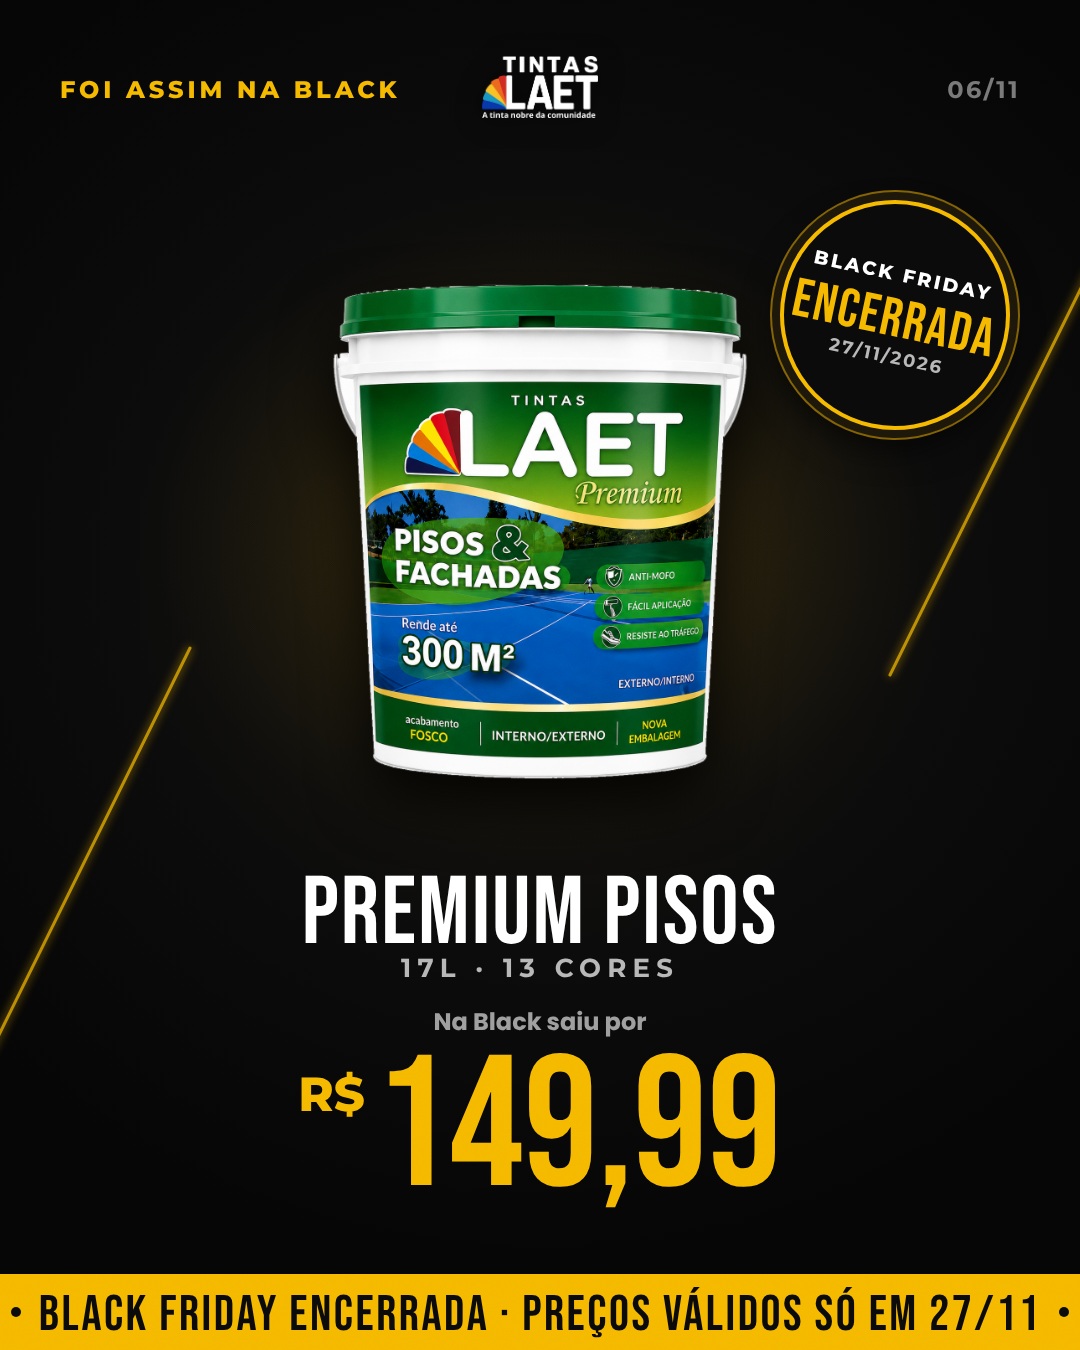 FOI ASSIM NA BLACK
TINTAS
LAET
A tinta nobre da comunidade
06/11
BLACK FRIDAY
ENCERRADA
27/11/2026
TINTAS
LAET
Premium
PISOS &
FACHADAS
ANTI-MOFO
FÁCIL APLICAÇÃO
RESISTE AO TRÁFEGO
Rende até
300 M²
EXTERNO/INTERNO
acabamento
FOSCO
INTERNO/EXTERNO
NOVA
EMBALAGEM
PREMIUM PISOS
17L · 13 CORES
Na Black saiu por
R$ 149,99
• BLACK FRIDAY ENCERRADA · PREÇOS VÁLIDOS SÓ EM 27/11 •